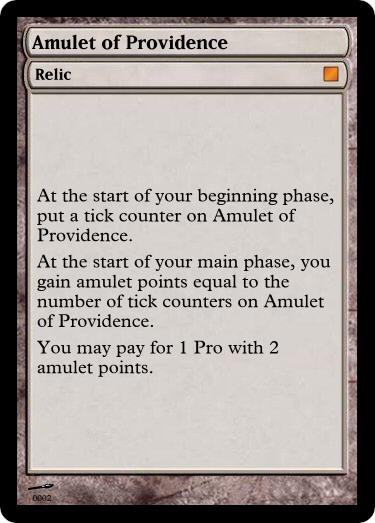 Amulet of Providence
Relic
At the start of your beginning phase,
put a tick counter on Amulet of
Providence.
At the start of your main phase, you
gain amulet points equal to the
number of tick counters on Amulet
of Providence.
You may pay for 1 Pro with 2
amulet points.
0002